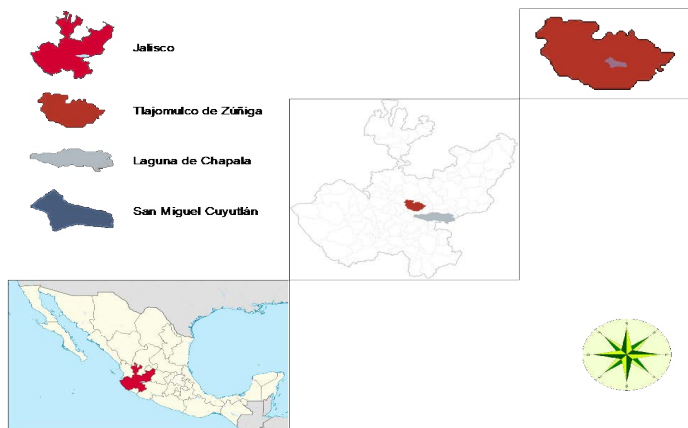 Jalisco
Tlajomulco de Zúñiga
Laguna de Chapala
San Miguel Cuyutlán